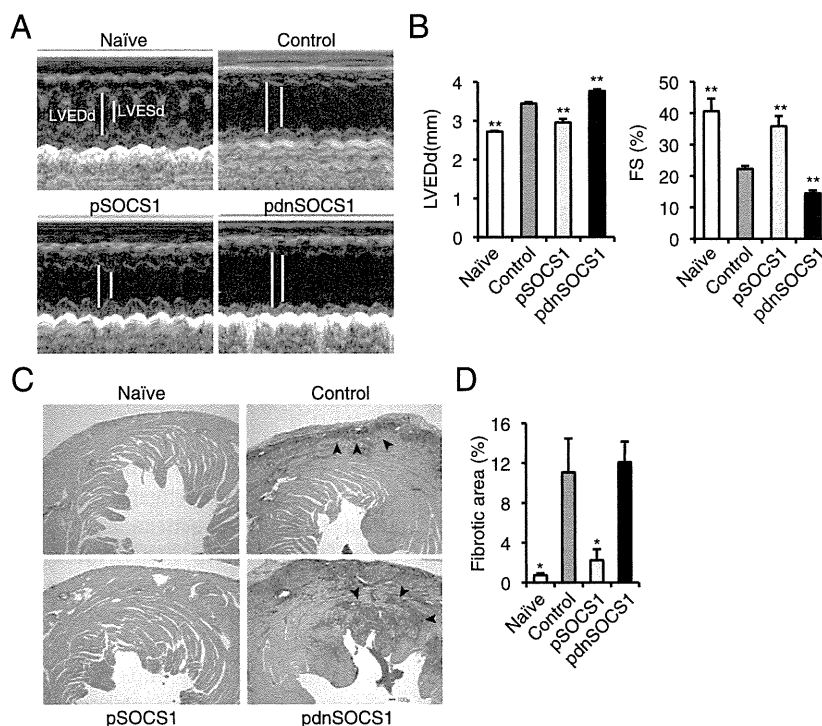 A
Naïve
Control
LVEDd
LVESd
pSOCS1
pdnSOCS1
B
LVEDd(mm)
4
3
2
1
0
**
**
**
Naïve
Control
pSOCS1
pdnSOCS1
FS (%)
50
40
30
20
10
0
**
**
**
Naïve
Control
pSOCS1
pdnSOCS1
C
Naïve
Control
pSOCS1
pdnSOCS1
D
Fibrotic area (%)
16
12
8
4
0
*
*
Naïve
Control
pSOCS1
pdnSOCS1